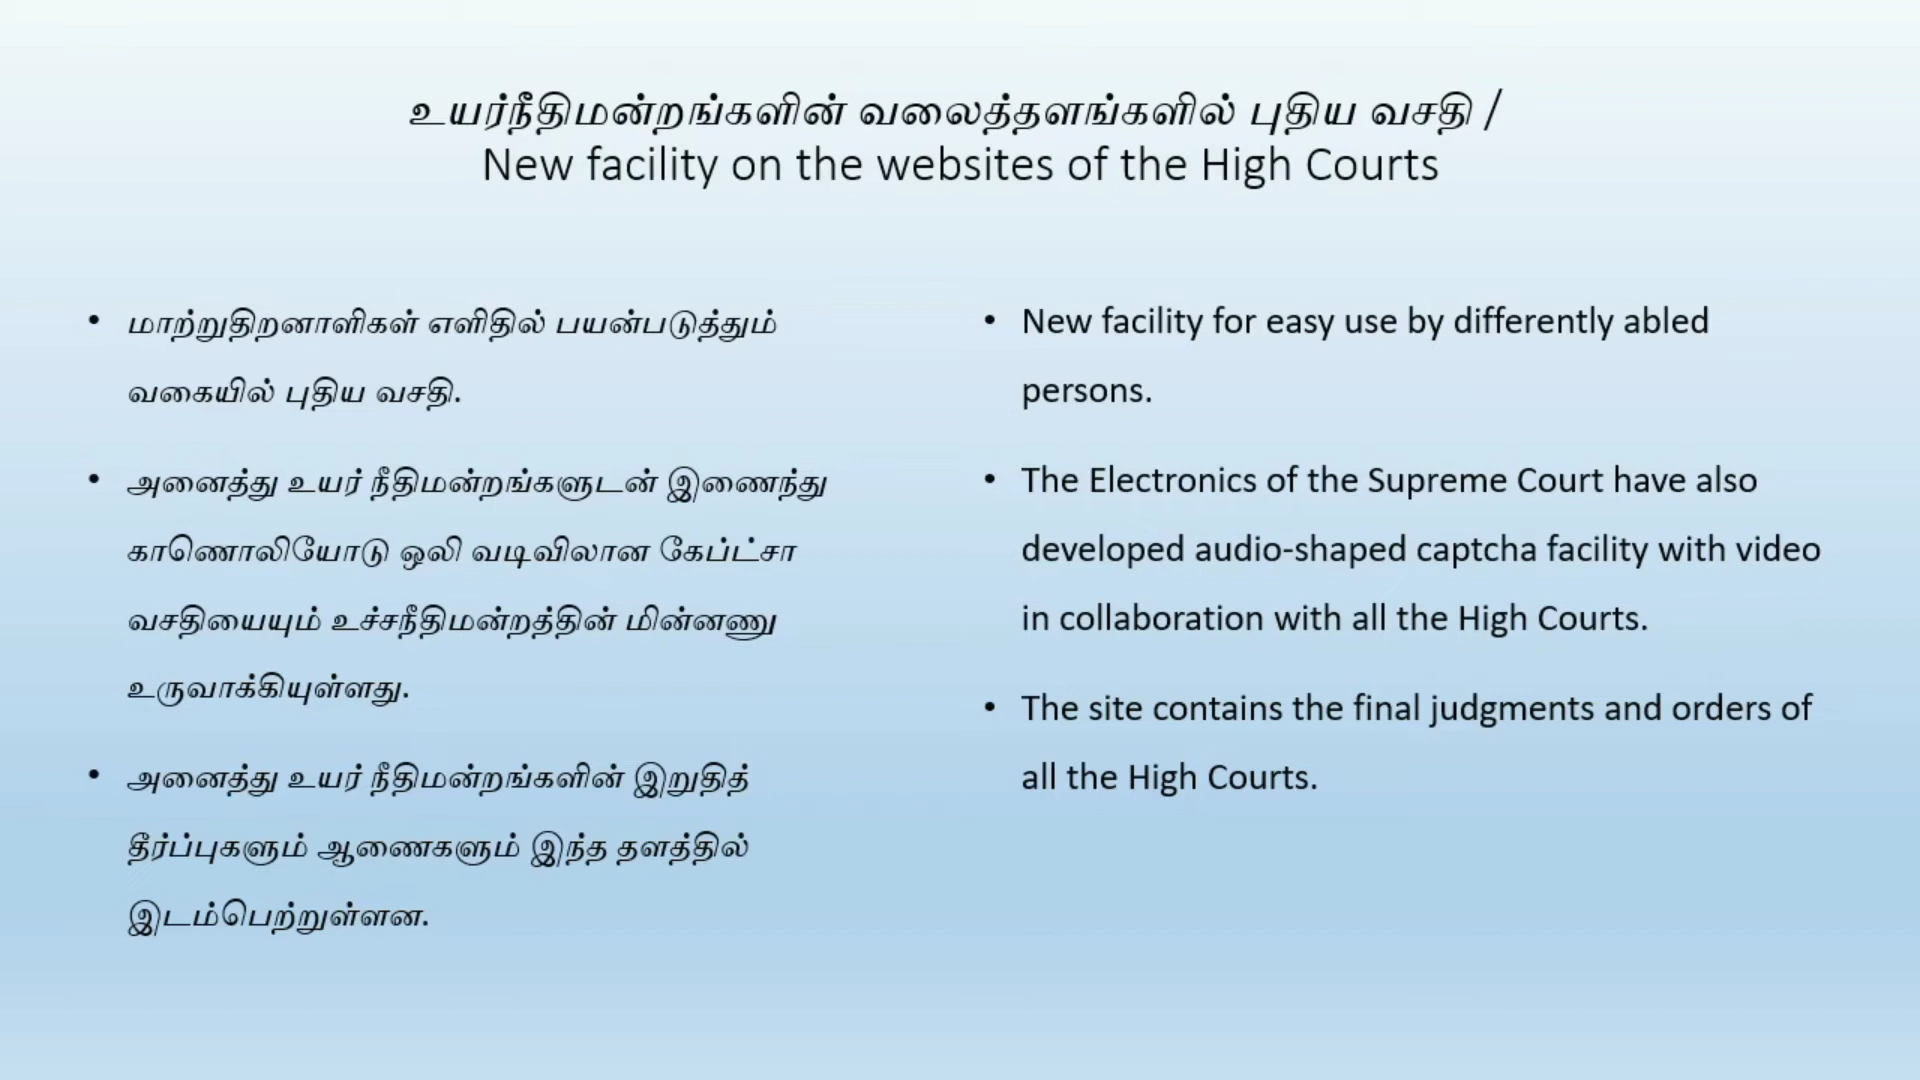 உயர்நீதிமன்றங்களின் வலைத்தளங்களில் புதிய வசதி /
New facility on the websites of the High Courts
• மாற்றுதிறனாளிகள் எளிதில் பயன்படுத்தும்
வகையில் புதிய வசதி.
• அனைத்து உயர் நீதிமன்றங்களுடன் இணைந்து
காணொலியோடு ஒலி வடிவிலான கேப்ட்சா
வசதியையும் உச்சநீதிமன்றத்தின் மின்னணு
உருவாக்கியுள்ளது.
• அனைத்து உயர் நீதிமன்றங்களின் இறுதித்
தீர்ப்புகளும் ஆணைகளும் இந்த தளத்தில்
இடம்பெற்றுள்ளன.
• New facility for easy use by differently abled
persons.
• The Electronics of the Supreme Court have also
developed audio-shaped captcha facility with video
in collaboration with all the High Courts.
• The site contains the final judgments and orders of
all the High Courts.